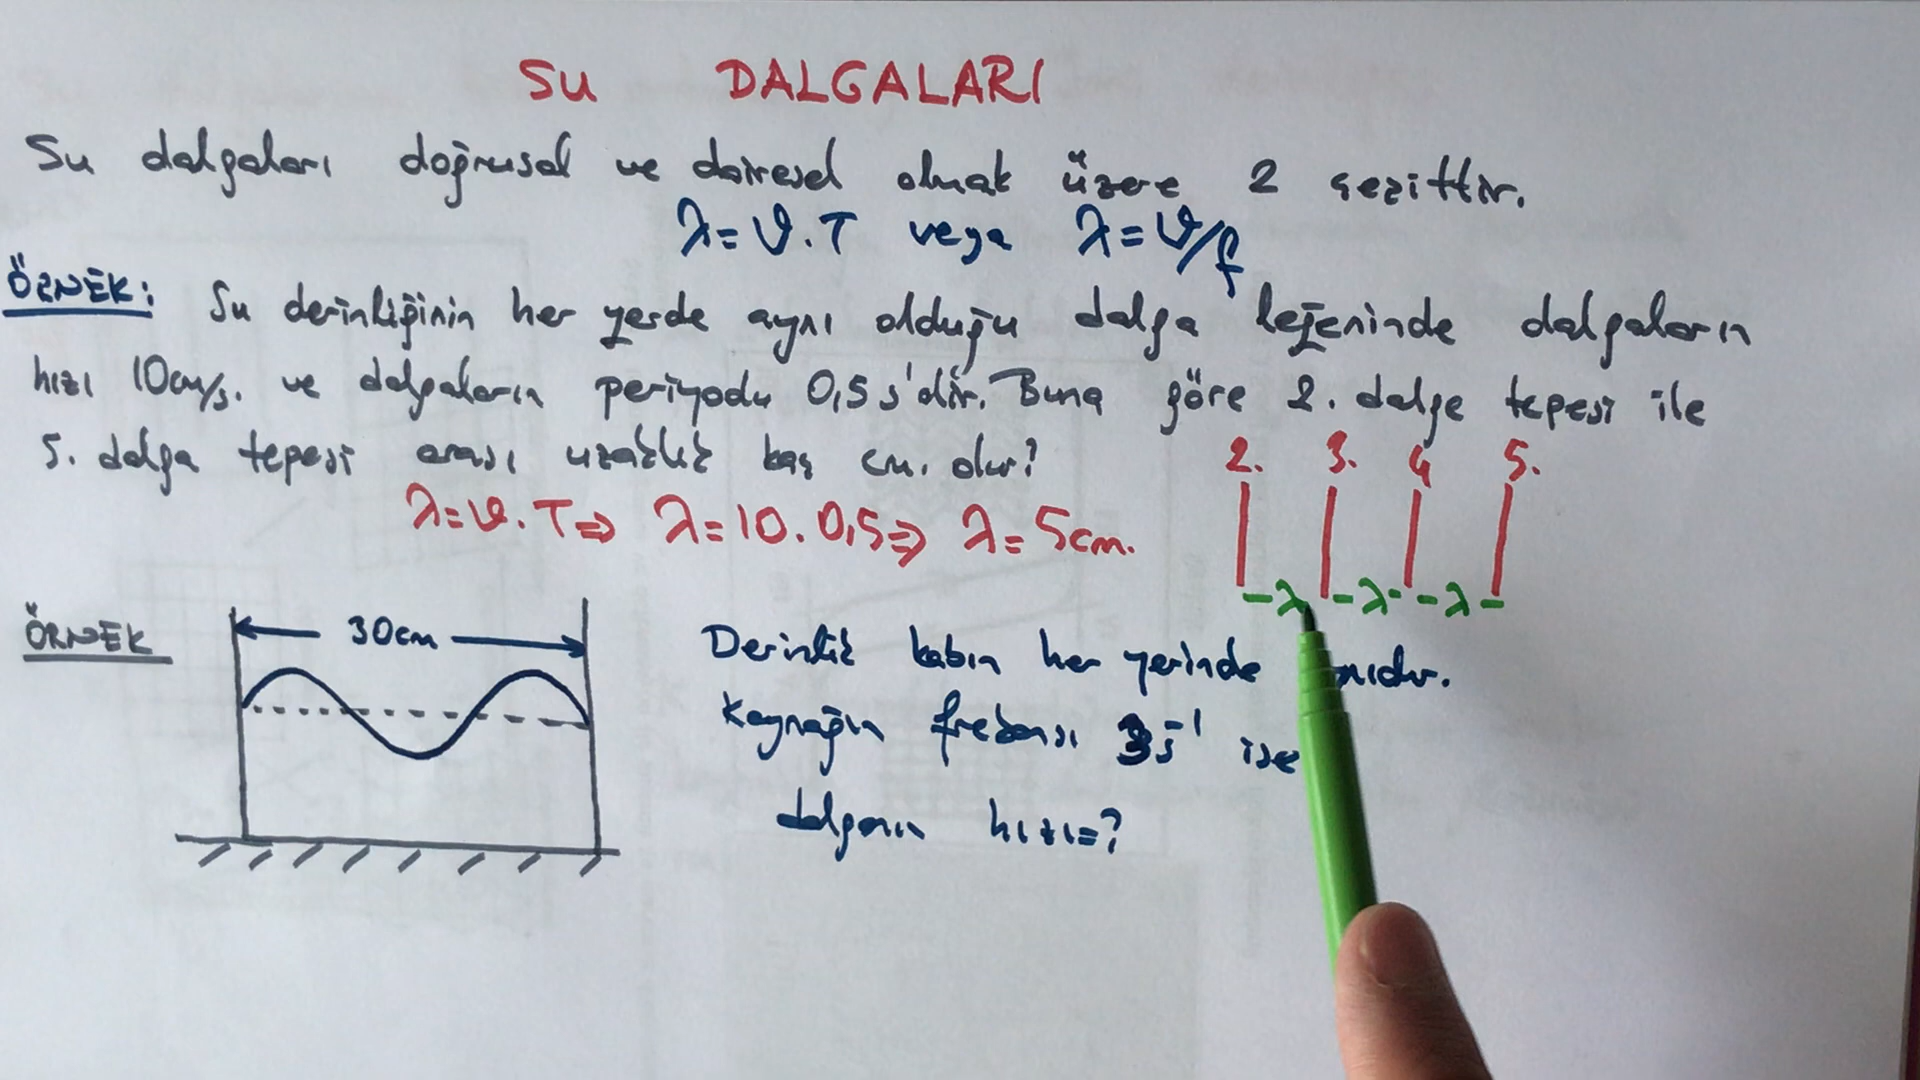 SU DALGALARI
Su dalgaları doğrusal ve dairesel olmak üzere 2 çeşittir.
λ=ϑ.T veya λ=ϑ/f
ÖRNEK: Su derinliğinin her yerde aynı olduğu dalga leğeninde dalgaların
hızı 10cm/s. ve dalgaların periyodu 0,5 s'dir. Buna göre 2. dalga tepesi ile
5. dalga tepesi arası uzaklık kaç cm. olur?
2. 3. 4 5.
λ=ϑ.T⇒ λ=10.0,5⇒ λ=5cm.
-λ- -λ- -λ-
ÖRNEK
30cm
Derinlik kabın her yerinde nıdır.
Kaynağın frekansı 3s⁻¹ ise
dalganın hızı=?